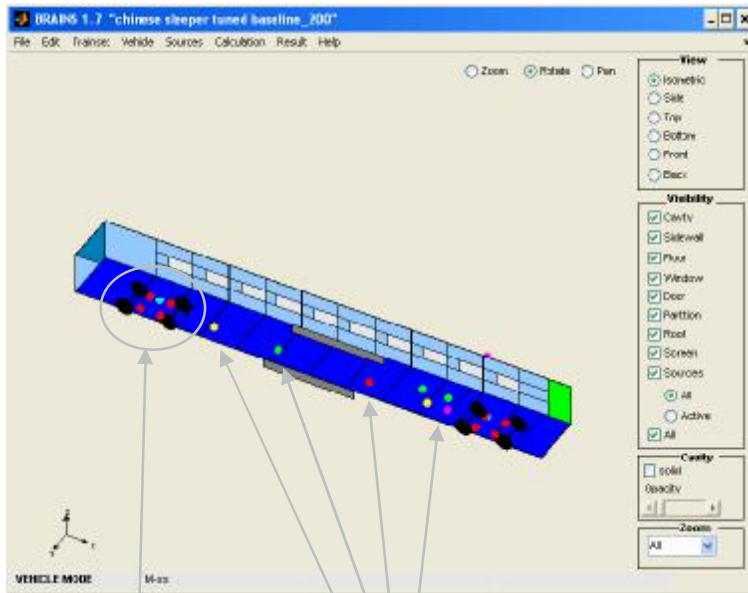 BRAINS 1.7 "chinese sleeper tuned baseline_200"
File Edit Trainset Vehicle Sources Calculation Result Help
Zoom Rotate Pan
View
Isometric
Side
Top
Bottom
Front
Back
Visibility
Cavity
Sidewall
Floor
Window
Door
Partition
Roof
Screen
Sources
All
Active
All
Cavity
solid
Opacity
Zoom
All
VEHICLE MODE